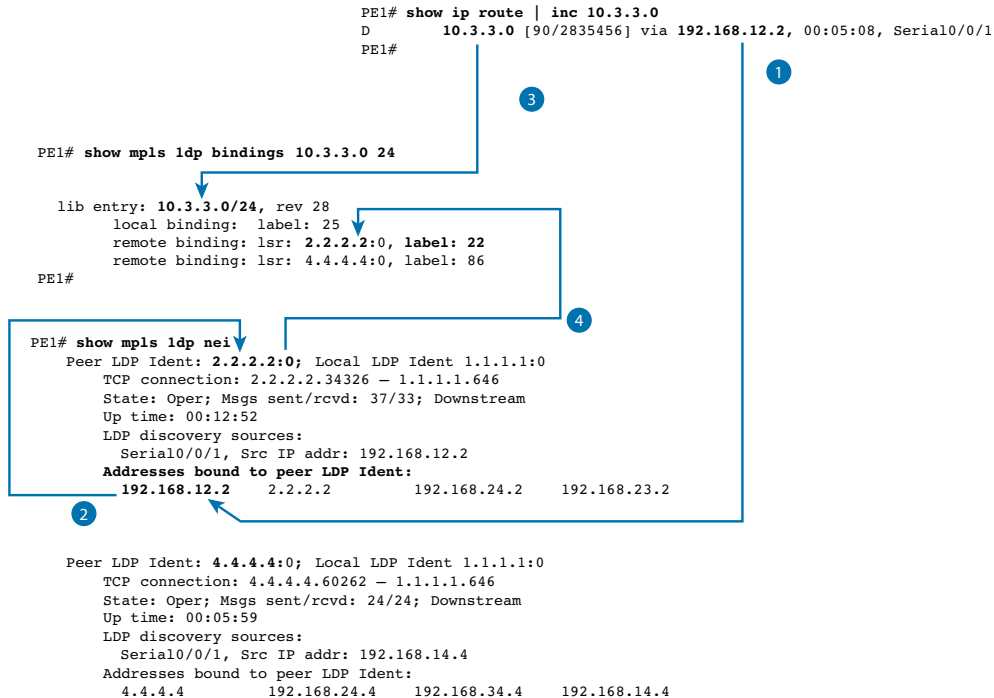 PE1# show ip route | inc 10.3.3.0
D 10.3.3.0 [90/2835456] via 192.168.12.2, 00:05:08, Serial0/0/1
PE1#
1
3
PE1# show mpls 1dp bindings 10.3.3.0 24
lib entry: 10.3.3.0/24, rev 28
local binding: label: 25
remote binding: lsr: 2.2.2.2:0, label: 22
remote binding: lsr: 4.4.4.4:0, label: 86
PE1#
4
PE1# show mpls 1dp nei
Peer LDP Ident: 2.2.2.2:0; Local LDP Ident 1.1.1.1:0
TCP connection: 2.2.2.2.34326 — 1.1.1.1.646
State: Oper; Msgs sent/rcvd: 37/33; Downstream
Up time: 00:12:52
LDP discovery sources:
Serial0/0/1, Src IP addr: 192.168.12.2
Addresses bound to peer LDP Ident:
192.168.12.2 2.2.2.2 192.168.24.2 192.168.23.2
2
Peer LDP Ident: 4.4.4.4:0; Local LDP Ident 1.1.1.1:0
TCP connection: 4.4.4.4.60262 — 1.1.1.1.646
State: Oper; Msgs sent/rcvd: 24/24; Downstream
Up time: 00:05:59
LDP discovery sources:
Serial0/0/1, Src IP addr: 192.168.14.4
Addresses bound to peer LDP Ident:
4.4.4.4 192.168.24.4 192.168.34.4 192.168.14.4